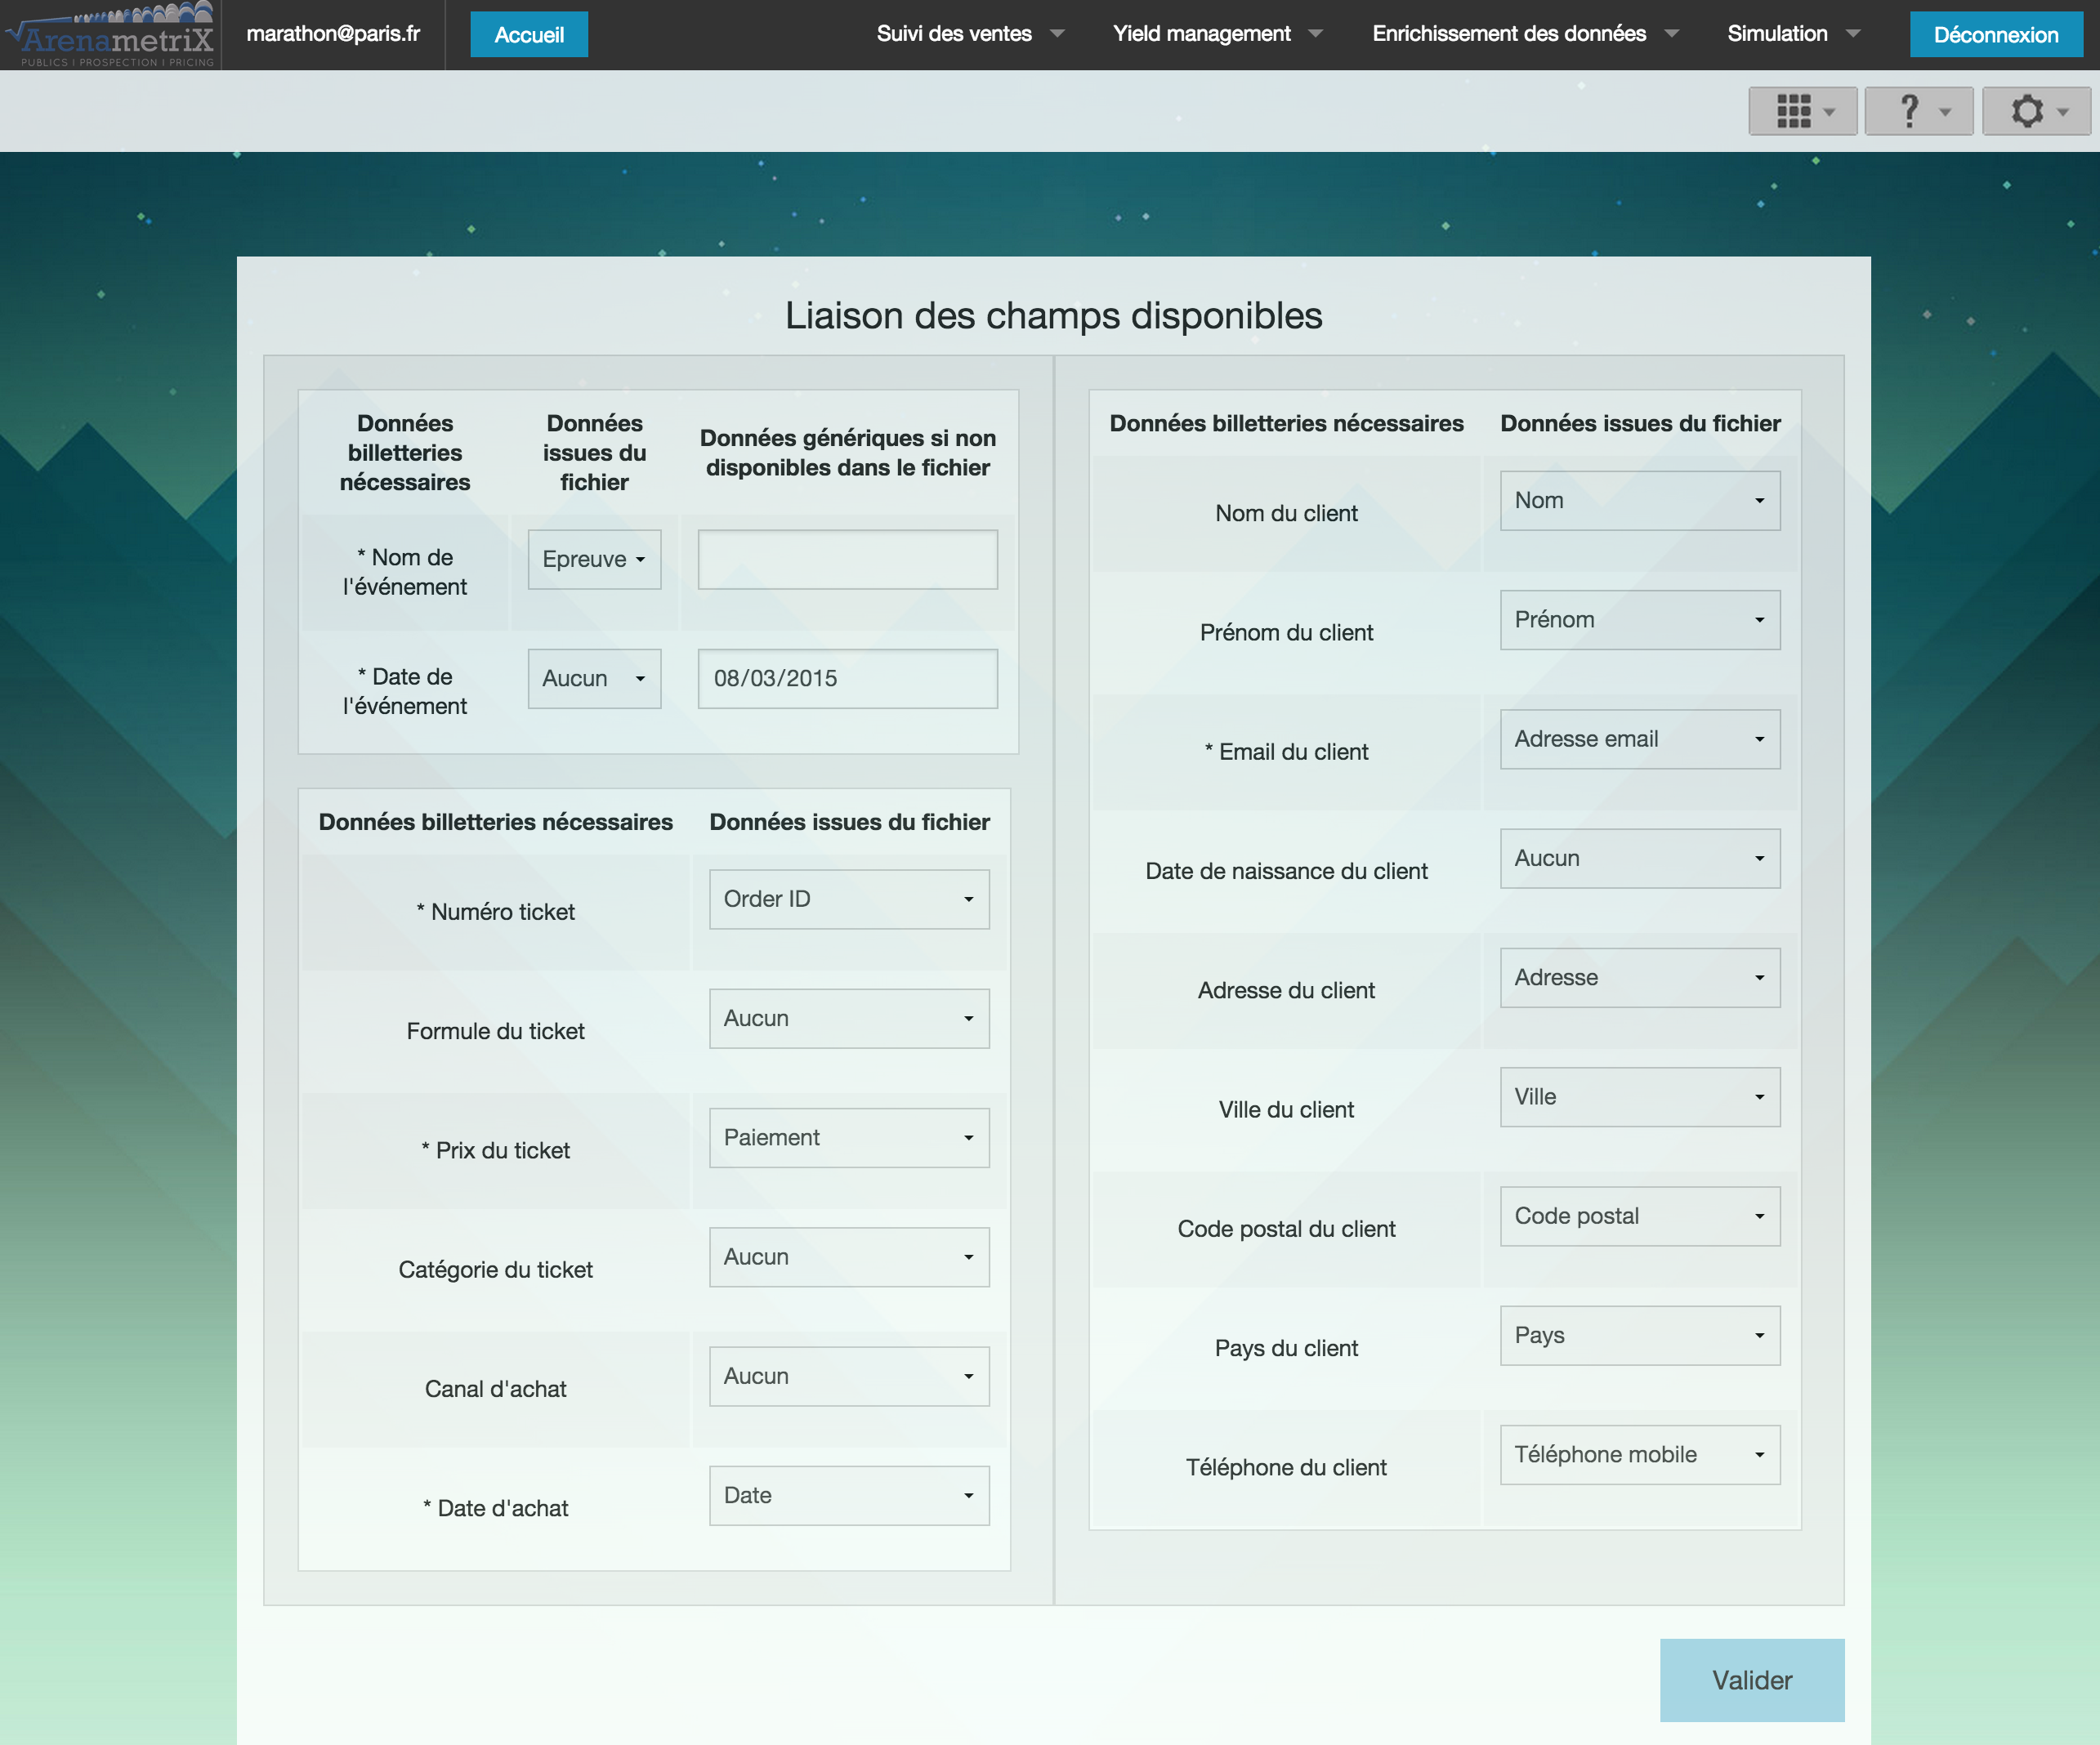 ArenametriX
PUBLICS I PROSPECTION I PRICING
marathon@paris.fr
Accueil
Suivi des ventes
Yield management
Enrichissement des données
Simulation
Déconnexion
?
Liaison des champs disponibles
Données
billetteries
nécessaires
Données
issues du
fichier
Données génériques si non
disponibles dans le fichier
* Nom de
l'événement
Epreuve
* Date de
l'événement
Aucun
08/03/2015
Données billetteries nécessaires
Données issues du fichier
* Numéro ticket
Order ID
Formule du ticket
Aucun
* Prix du ticket
Paiement
Catégorie du ticket
Aucun
Canal d'achat
Aucun
* Date d'achat
Date
Données billetteries nécessaires
Données issues du fichier
Nom du client
Nom
Prénom du client
Prénom
* Email du client
Adresse email
Date de naissance du client
Aucun
Adresse du client
Adresse
Ville du client
Ville
Code postal du client
Code postal
Pays du client
Pays
Téléphone du client
Téléphone mobile
Valider